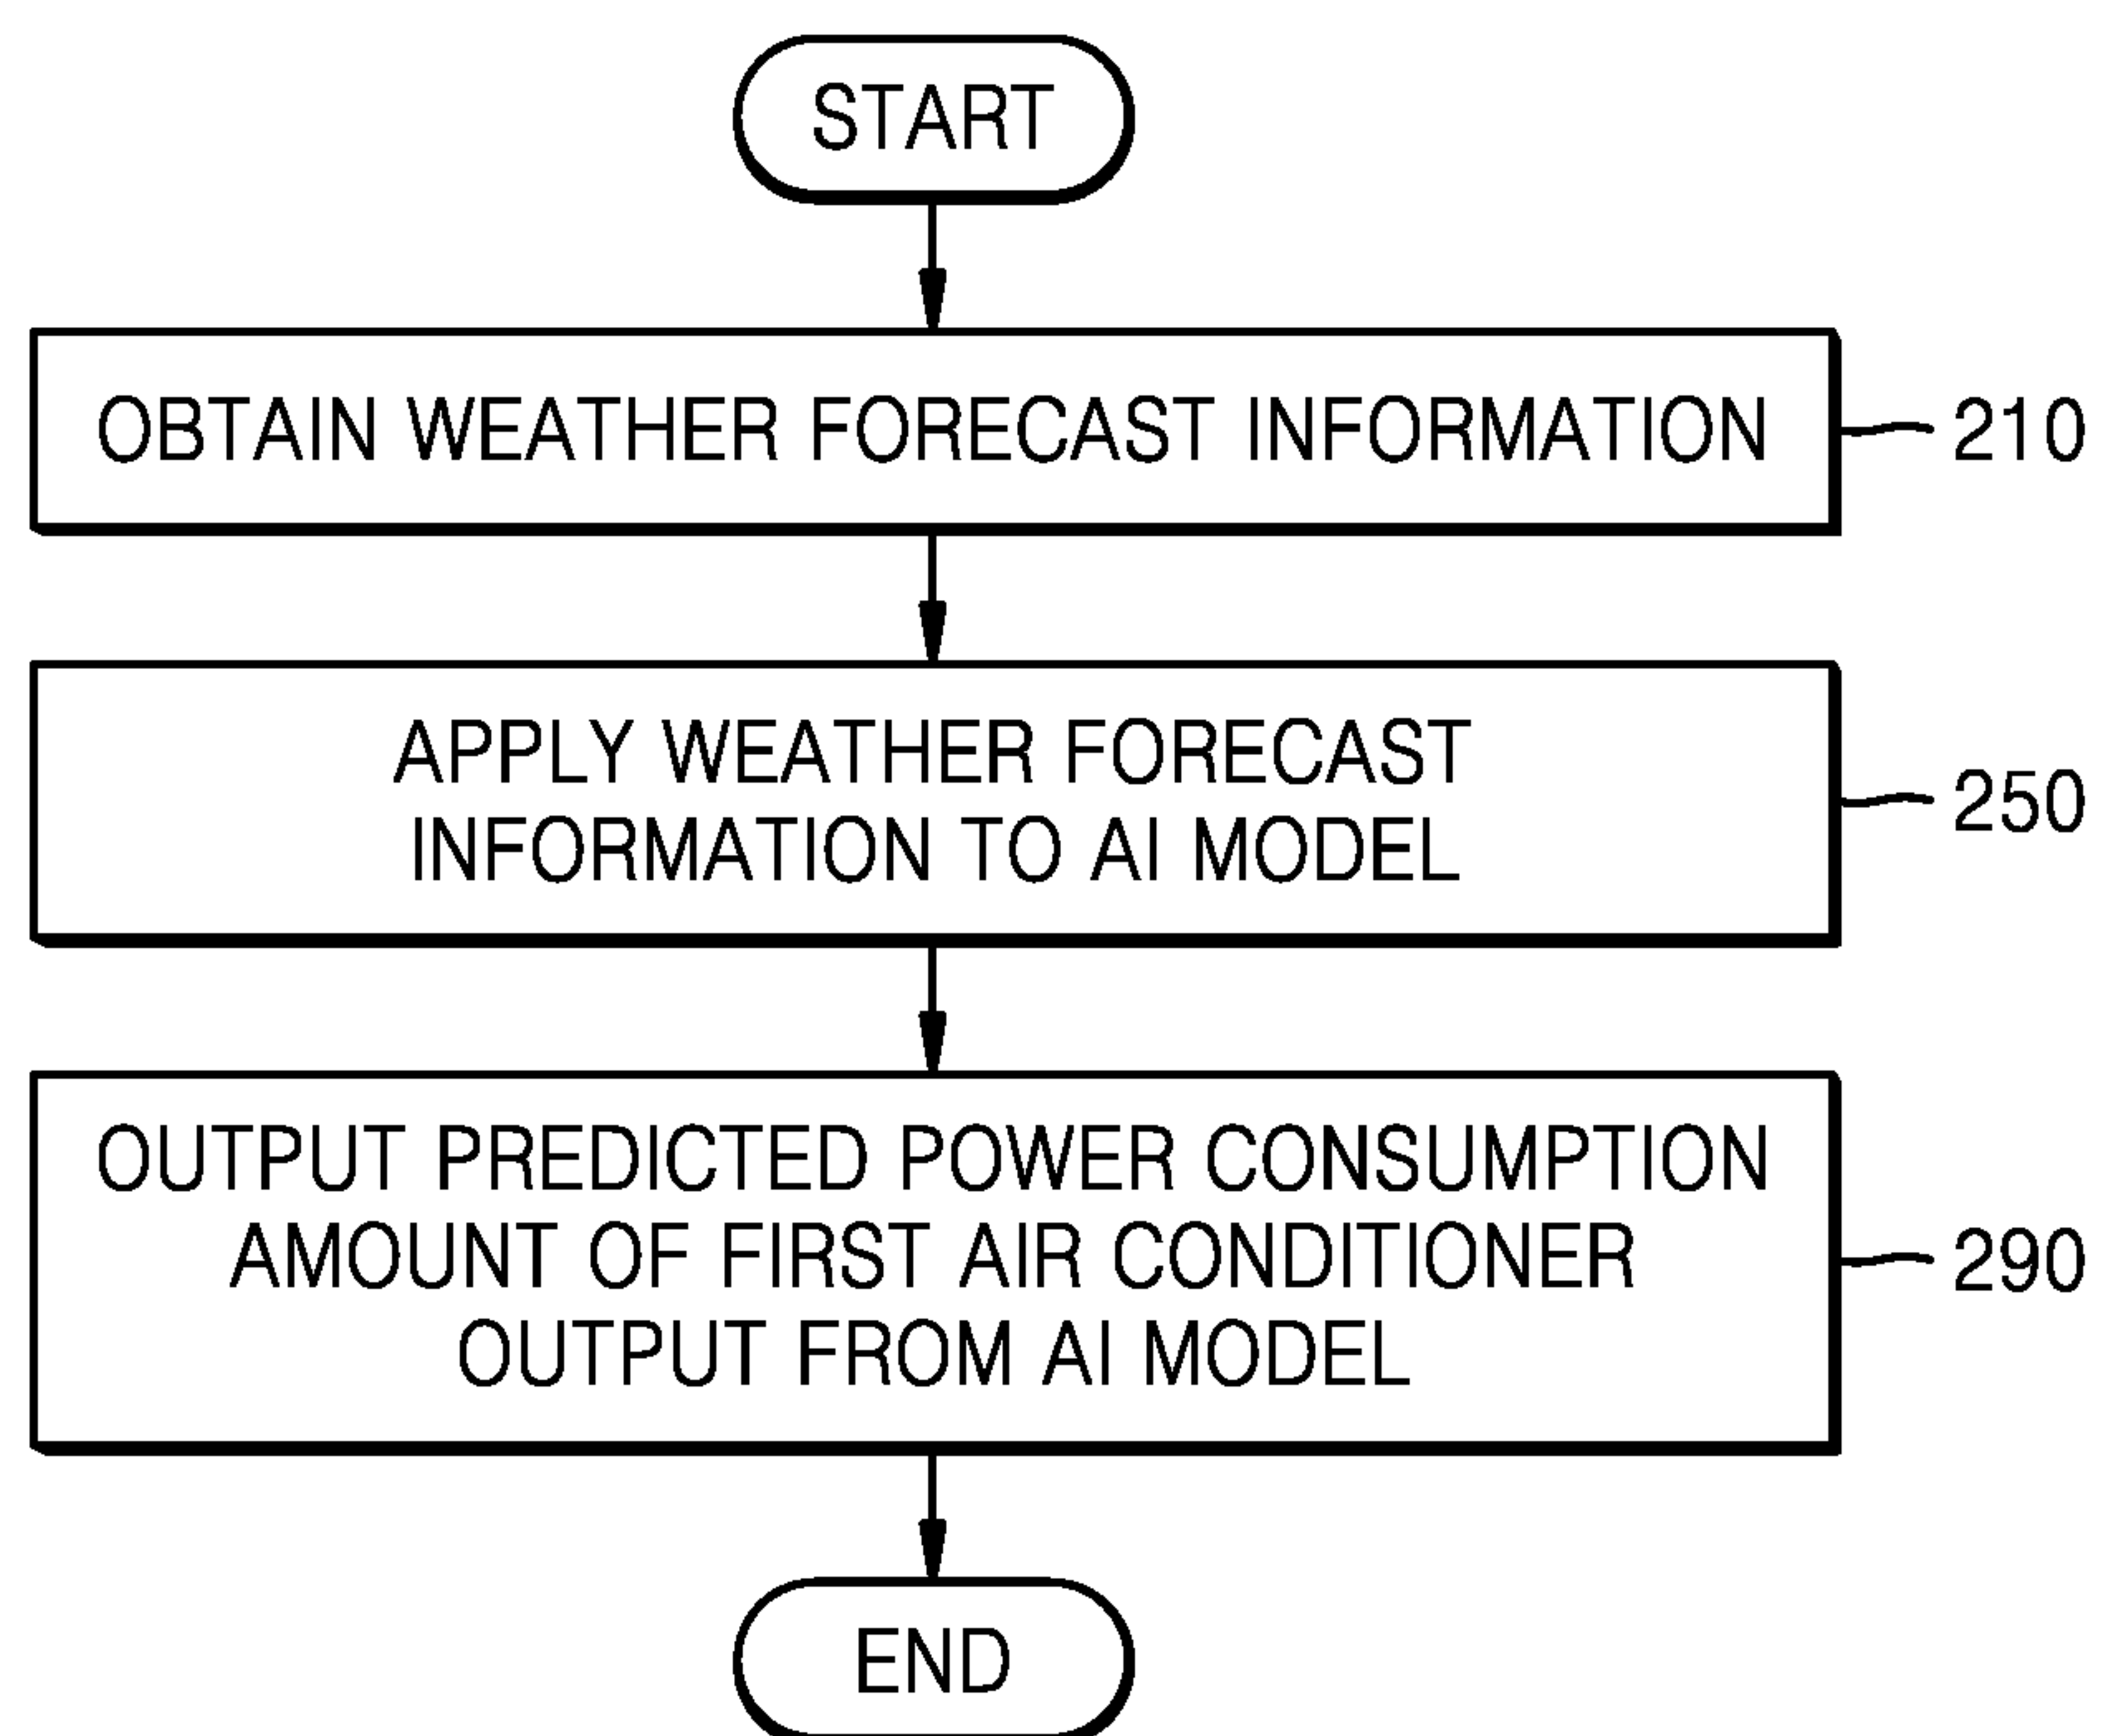 START
OBTAIN WEATHER FORECAST INFORMATION
210
APPLY WEATHER FORECAST
INFORMATION TO AI MODEL
250
OUTPUT PREDICTED POWER CONSUMPTION
AMOUNT OF FIRST AIR CONDITIONER
OUTPUT FROM AI MODEL
290
END